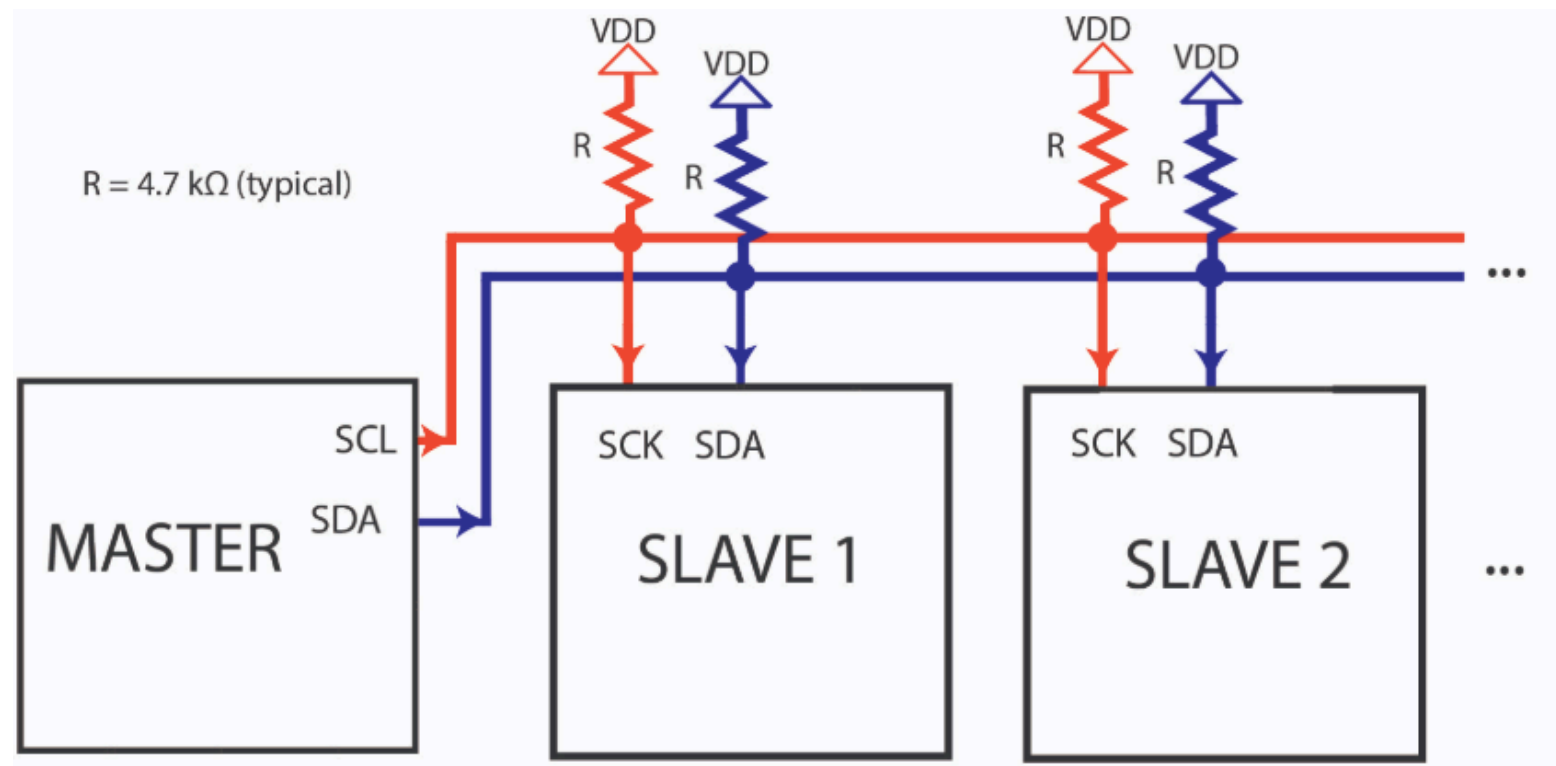 VDD
VDD
VDD
VDD
R
R
R
R
R = 4.7 kΩ (typical)
...
SCL
SDA
MASTER
SCK SDA
SLAVE 1
SCK SDA
SLAVE 2
...